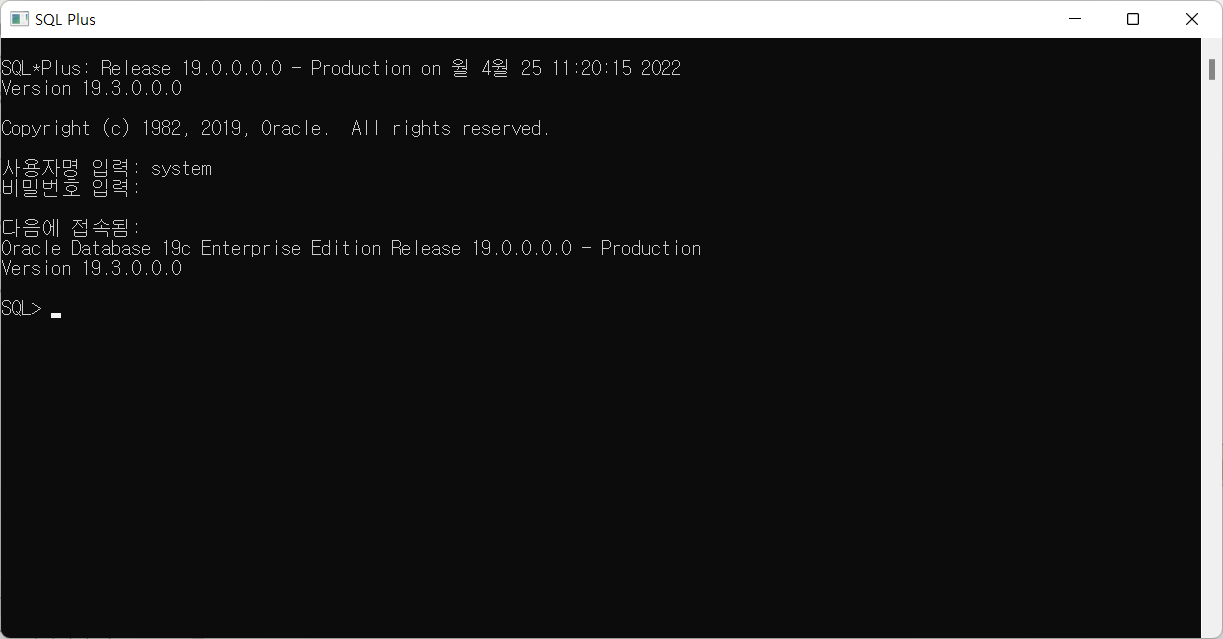 SQL Plus
SQL*Plus: Release 19.0.0.0.0 - Production on 월 4월 25 11:20:15 2022
Version 19.3.0.0.0
Copyright (c) 1982, 2019, Oracle.  All rights reserved.
사용자명 입력: system
비밀번호 입력:
다음에 접속됨:
Oracle Database 19c Enterprise Edition Release 19.0.0.0.0 - Production
Version 19.3.0.0.0
SQL>